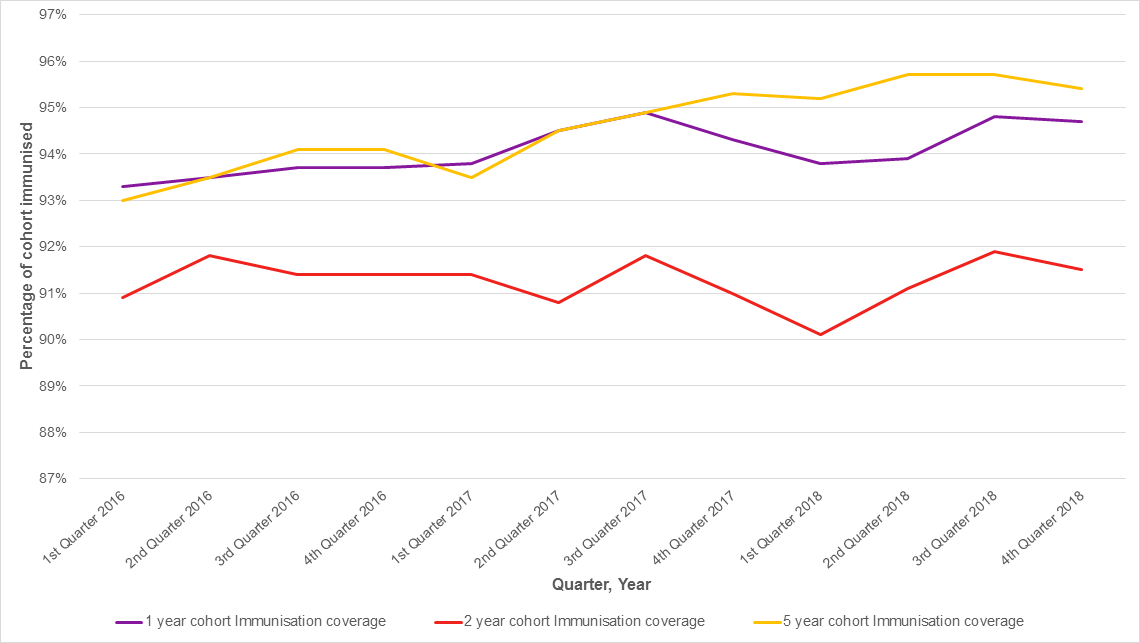 97%
96%
95%
94%
93%
92%
91%
90%
89%
88%
87%
Percentage of cohort immunised
1st Quarter 2016
2nd Quarter 2016
3rd Quarter 2016
4th Quarter 2016
1st Quarter 2017
2nd Quarter 2017
3rd Quarter 2017
4th Quarter 2017
1st Quarter 2018
2nd Quarter 2018
3rd Quarter 2018
4th Quarter 2018
Quarter, Year
1 year cohort Immunisation coverage
2 year cohort Immunisation coverage
5 year cohort Immunisation coverage